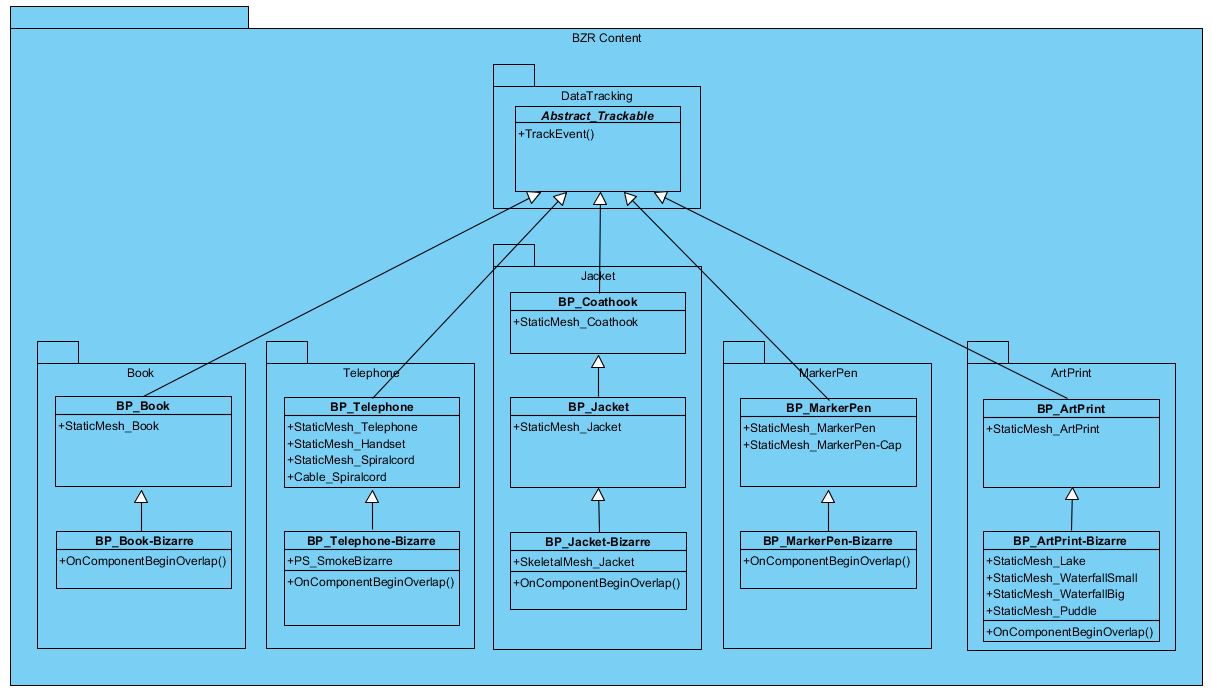 BZR Content
DataTracking
Abstract_Trackable
+TrackEvent()
Jacket
BP_Coathook
+StaticMesh_Coathook
BP_Jacket
+StaticMesh_Jacket
BP_Jacket-Bizarre
+SkeletalMesh_Jacket
+OnComponentBeginOverlap()
Book
BP_Book
+StaticMesh_Book
BP_Book-Bizarre
+OnComponentBeginOverlap()
Telephone
BP_Telephone
+StaticMesh_Telephone
+StaticMesh_Handset
+StaticMesh_Spiralcord
+Cable_Spiralcord
BP_Telephone-Bizarre
+PS_SmokeBizarre
+OnComponentBeginOverlap()
MarkerPen
BP_MarkerPen
+StaticMesh_MarkerPen
+StaticMesh_MarkerPen-Cap
BP_MarkerPen-Bizarre
+OnComponentBeginOverlap()
ArtPrint
BP_ArtPrint
+StaticMesh_ArtPrint
BP_ArtPrint-Bizarre
+StaticMesh_Lake
+StaticMesh_WaterfallSmall
+StaticMesh_WaterfallBig
+StaticMesh_Puddle
+OnComponentBeginOverlap()